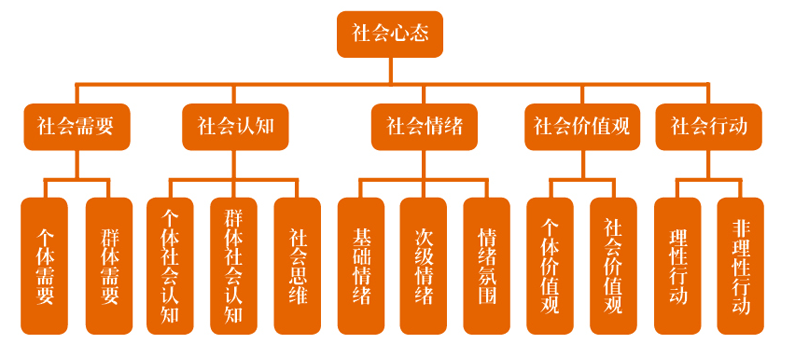 社会心态
社会需要
社会认知
社会情绪
社会价值观
社会行动
个体需要
群体需要
个体社会认知
群体社会认知
社会思维
基础情绪
次级情绪
情绪氛围
个体价值观
社会价值观
理性行动
非理性行动